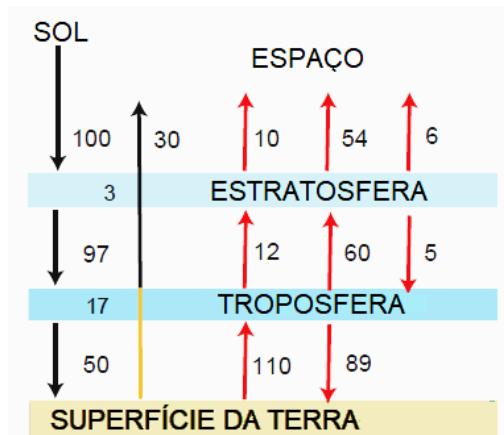 SOL
ESPAÇO
100 30 10 54 6
3 ESTRATOSFERA
97 12 60 5
17 TROPOSFERA
50 110 89
SUPERFÍCIE DA TERRA